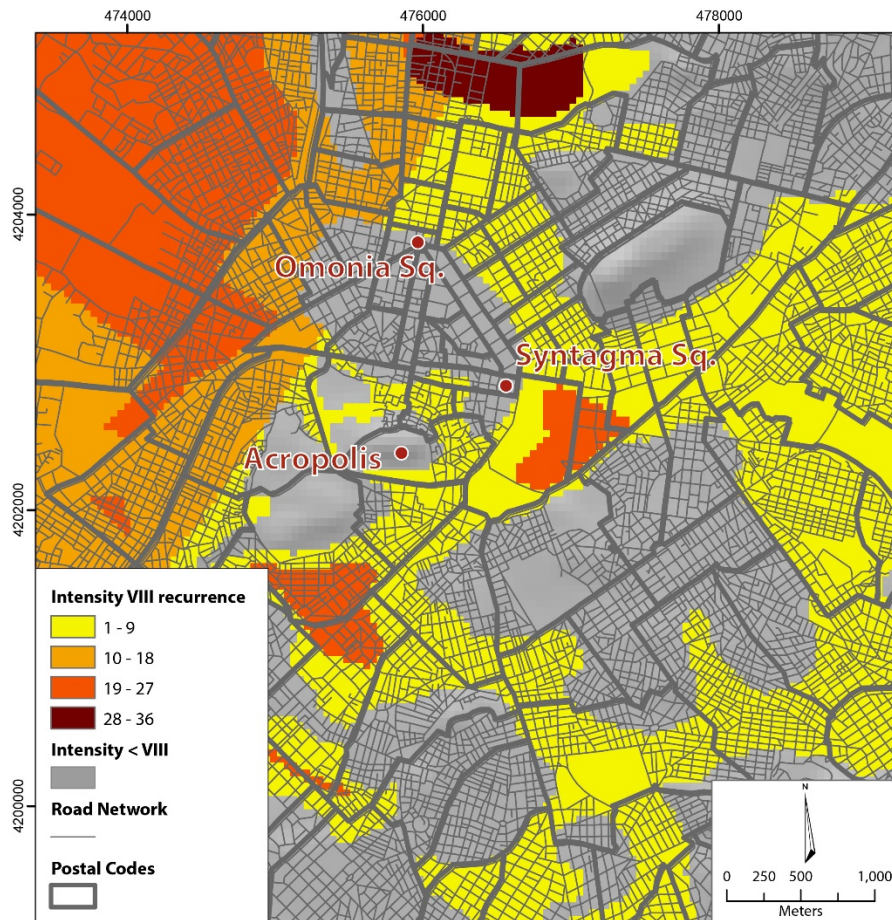 474000 476000 478000
4204000
4202000
4200000
Omonia Sq.
Syntagma Sq.
Acropolis
Intensity VIII recurrence
1 - 9
10 - 18
19 - 27
28 - 36
Intensity < VIII
Road Network
Postal Codes
N
0 250 500 1,000
Meters